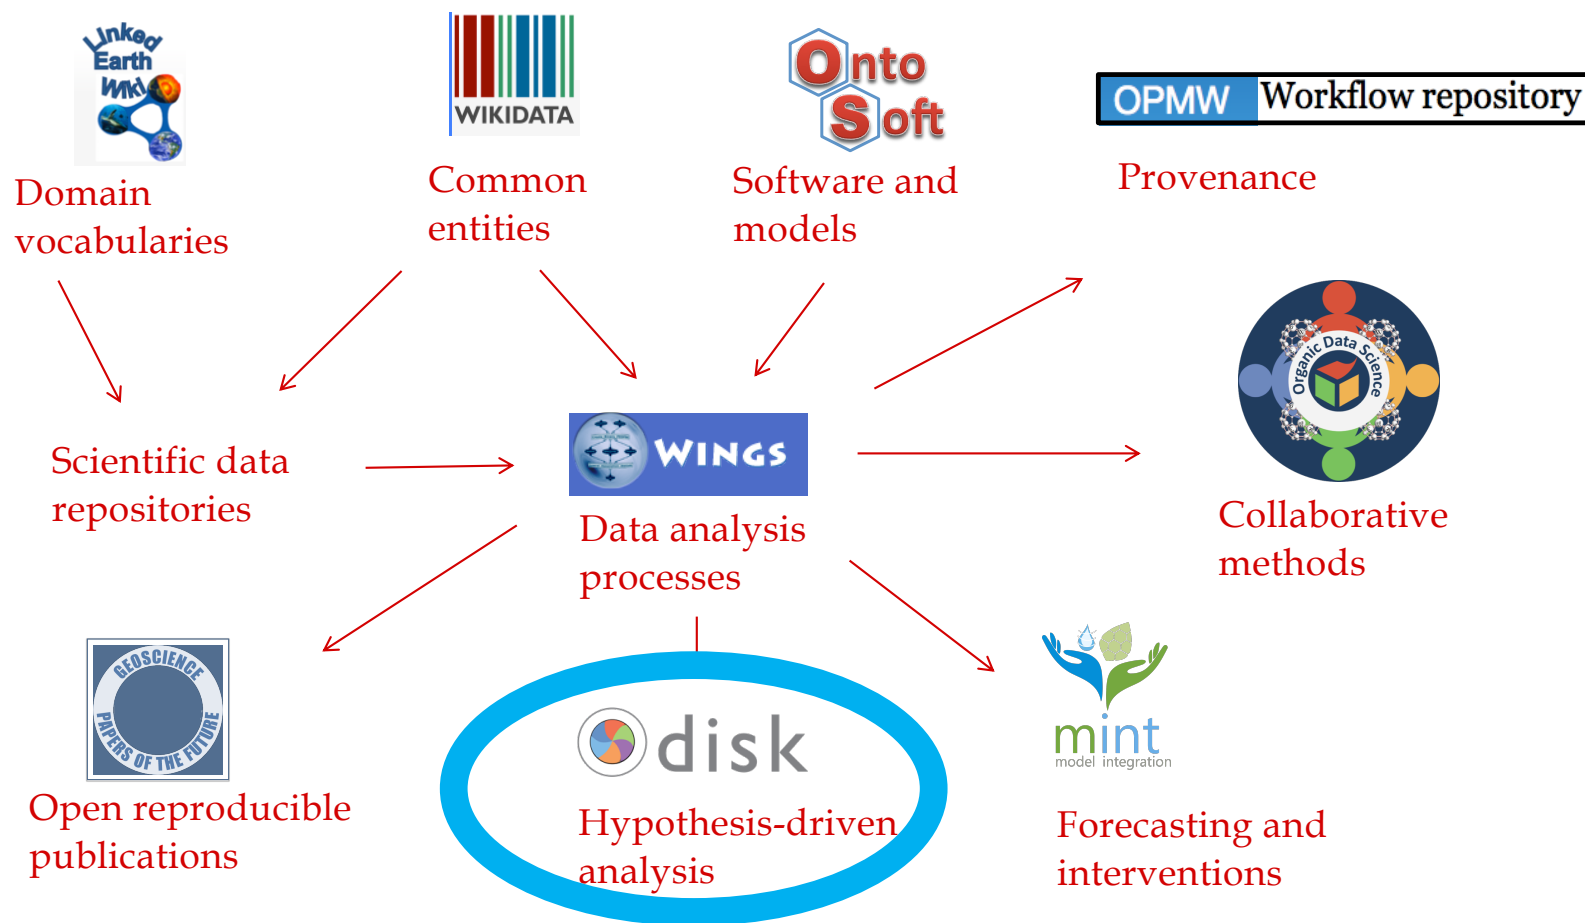 Linked
Earth
Wiki
WIKIDATA
Onto
Soft
OPMW Workflow repository
Domain
vocabularies
Common
entities
Software and
models
Provenance
Organic Data Science
Scientific data
repositories
WINGS
Data analysis
processes
Collaborative
methods
GEOSCIENCE
PAPERS OF THE FUTURE
Open reproducible
publications
disk
Hypothesis-driven
analysis
mint
model integration
Forecasting and
interventions